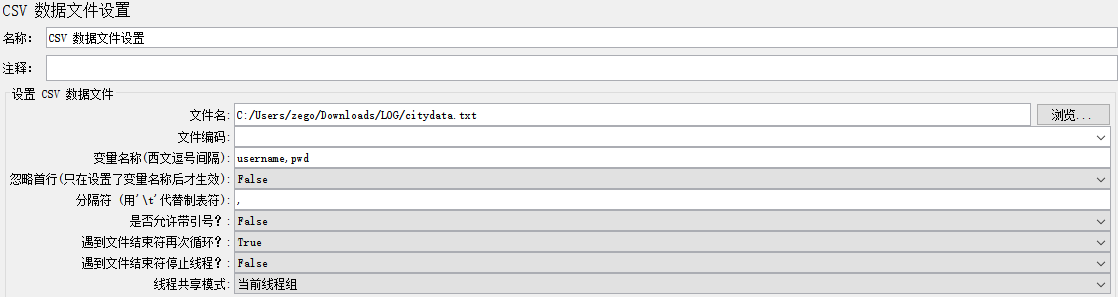 CSV 数据文件设置
名称: CSV 数据文件设置
注释:
设置 CSV 数据文件
文件名: C:/Users/zego/Downloads/LOG/citydata.txt 浏览...
文件编码:
变量名称(西文逗号间隔): username,pwd
忽略首行(只在设置了变量名称后才生效): False
分隔符 (用'\t'代替制表符): ,
是否允许带引号?: False
遇到文件结束符再次循环?: True
遇到文件结束符停止线程?: False
线程共享模式: 当前线程组